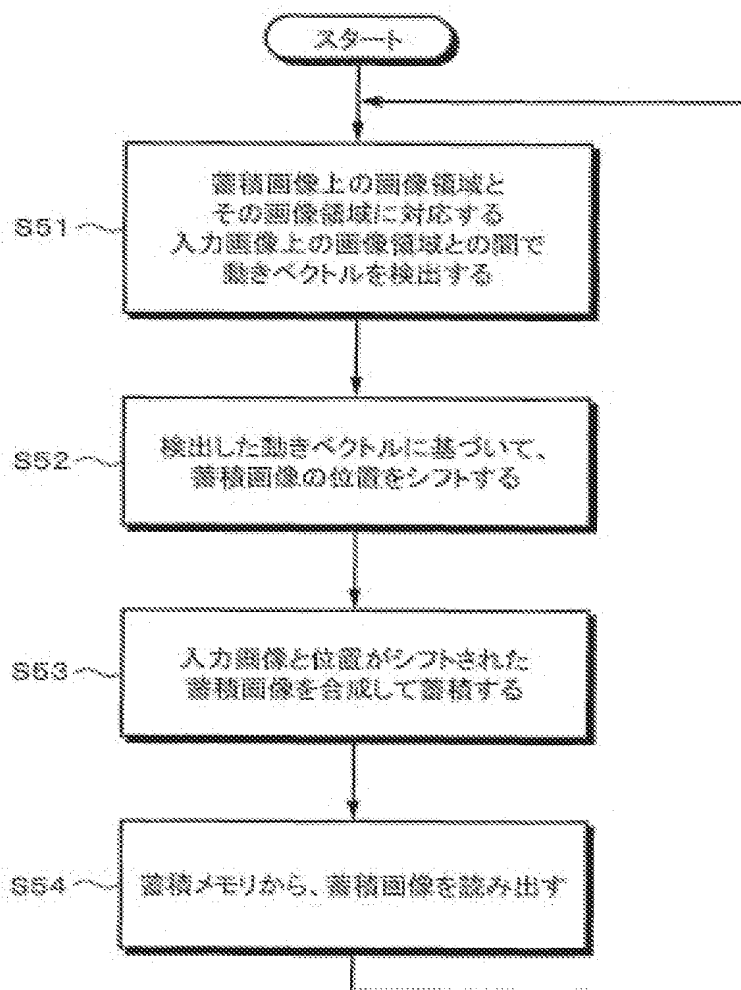 スタート
S51
蓄積画像上の画像領域と
その画像領域に対応する
入力画像上の画像領域との間で
動きベクトルを検出する
S52
検出した動きベクトルに基づいて、
蓄積画像の位置をシフトする
S53
入力画像と位置がシフトされた
蓄積画像を合成して蓄積する
S54
蓄積メモリから、蓄積画像を読み出す